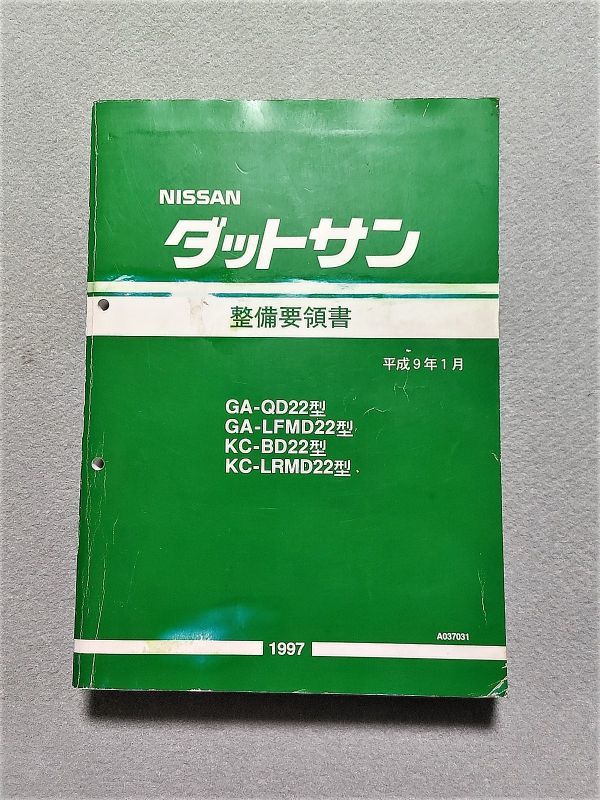 NISSAN
ダットサン
整備要領書
平成9年1月
GA-QD22型
GA-LFMD22型
KC-BD22型
KC-LRMD22型
A037031
1997